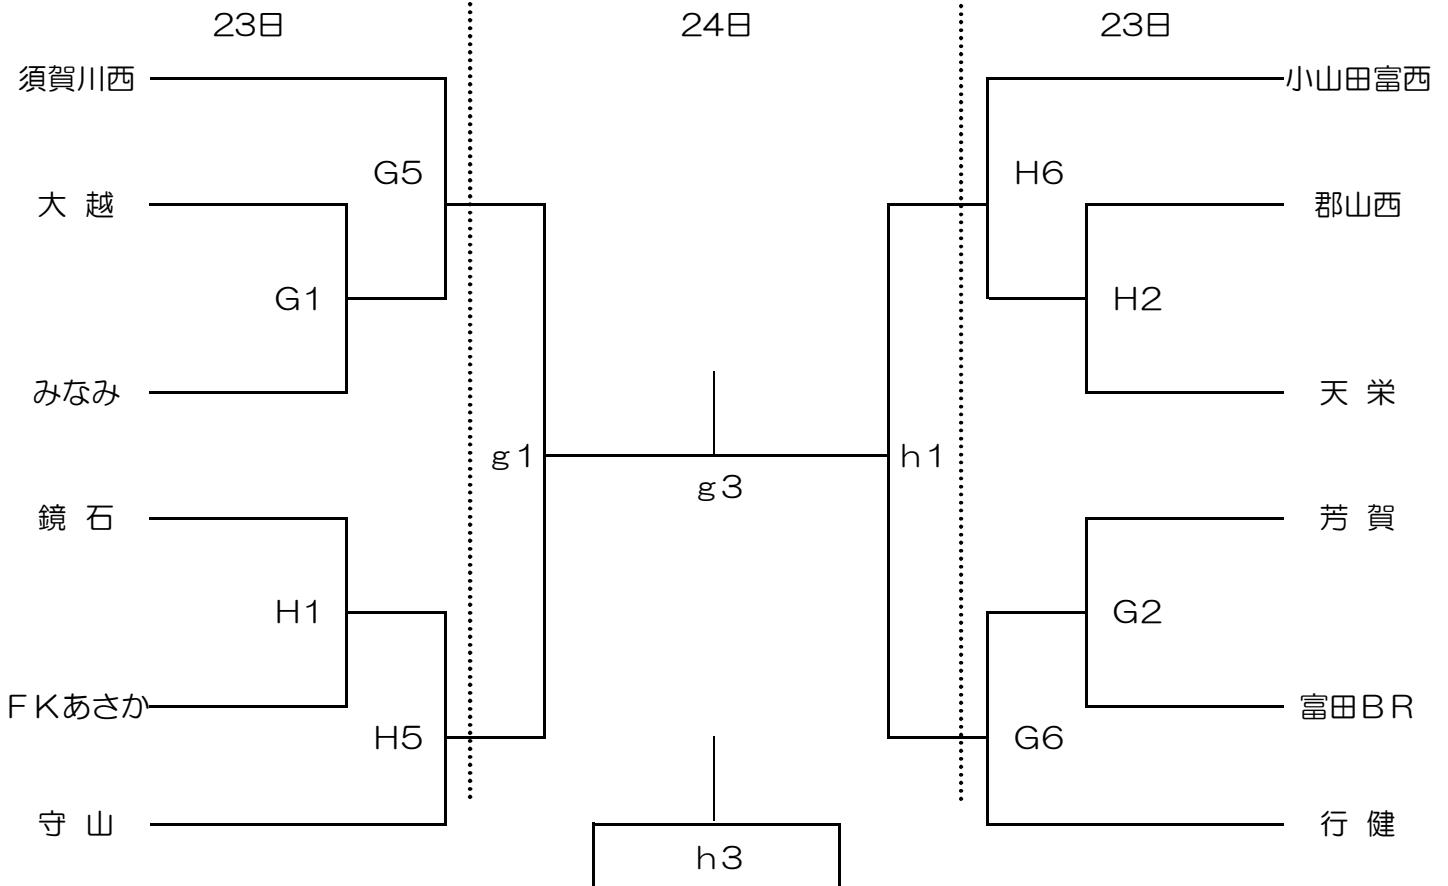 23日 24日 23日
須賀川西 小山田富西
G5 H6
大 越 郡山西
G1 H2
みなみ 天 栄
g1 h1
g3
鏡 石 芳 賀
H1 G2
FKあさか 富田BR
H5 G6
守 山 行 健
h3